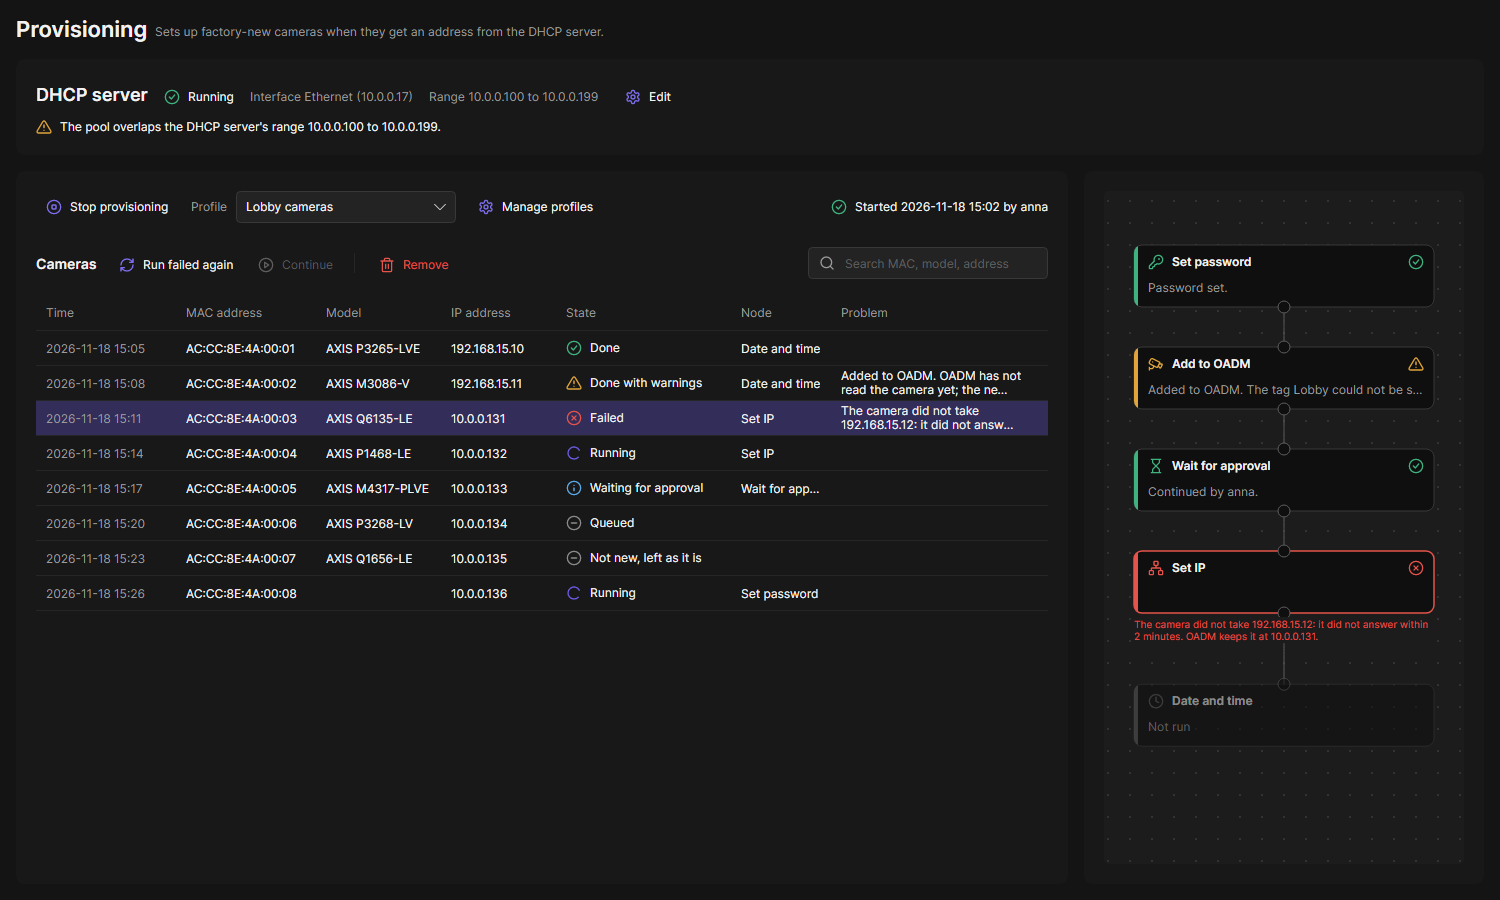 Provisioning Sets up factory-new cameras when they get an address from the DHCP server.
DHCP server Running Interface Ethernet (10.0.0.17) Range 10.0.0.100 to 10.0.0.199 Edit
The pool overlaps the DHCP server's range 10.0.0.100 to 10.0.0.199.
Stop provisioning Profile Lobby cameras Manage profiles Started 2026-11-18 15:02 by anna
Cameras Run failed again Continue Remove Search MAC, model, address
Time MAC address Model IP address State Node Problem
2026-11-18 15:05 AC:CC:8E:4A:00:01 AXIS P3265-LVE 192.168.15.10 Done Date and time
2026-11-18 15:08 AC:CC:8E:4A:00:02 AXIS M3086-V 192.168.15.11 Done with warnings Date and time Added to OADM. OADM has not
read the camera yet; the ne...
2026-11-18 15:11 AC:CC:8E:4A:00:03 AXIS Q6135-LE 10.0.0.131 Failed Set IP The camera did not take
192.168.15.12: it did not answ...
2026-11-18 15:14 AC:CC:8E:4A:00:04 AXIS P1468-LE 10.0.0.132 Running Set IP
2026-11-18 15:17 AC:CC:8E:4A:00:05 AXIS M4317-PLVE 10.0.0.133 Waiting for approval Wait for app...
2026-11-18 15:20 AC:CC:8E:4A:00:06 AXIS P3268-LV 10.0.0.134 Queued
2026-11-18 15:23 AC:CC:8E:4A:00:07 AXIS Q1656-LE 10.0.0.135 Not new, left as it is
2026-11-18 15:26 AC:CC:8E:4A:00:08 10.0.0.136 Running Set password
Set password
Password set.
Add to OADM
Added to OADM. The tag Lobby could not be s...
Wait for approval
Continued by anna.
Set IP
The camera did not take 192.168.15.12: it did not answer within
2 minutes. OADM keeps it at 10.0.0.131.
Date and time
Not run